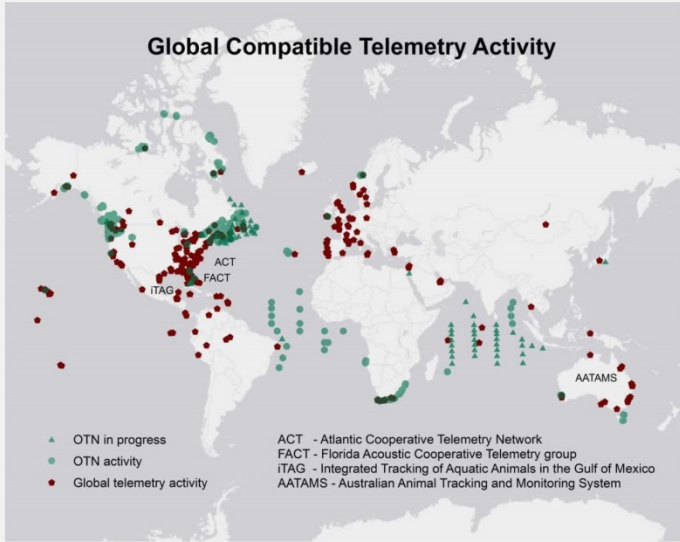 Global Compatible Telemetry Activity
ACT
FACT
iTAG
AATAMS
OTN in progress
OTN activity
Global telemetry activity
ACT - Atlantic Cooperative Telemetry Network
FACT - Florida Acoustic Cooperative Telemetry group
iTAG - Integrated Tracking of Aquatic Animals in the Gulf of Mexico
AATAMS - Australian Animal Tracking and Monitoring System